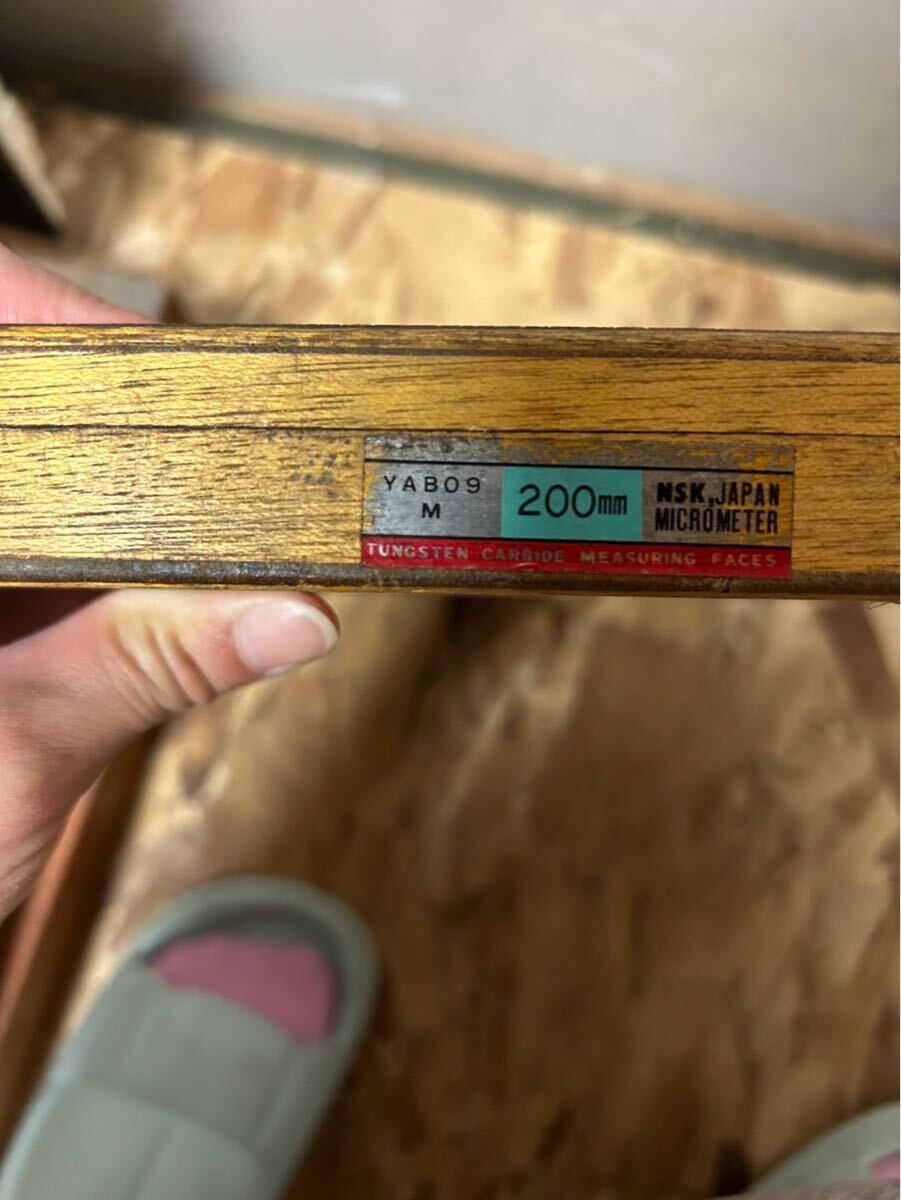 YAB09
M
200mm
NSK, JAPAN
MICROMETER
TUNGSTEN CARBIDE MEASURING FACES